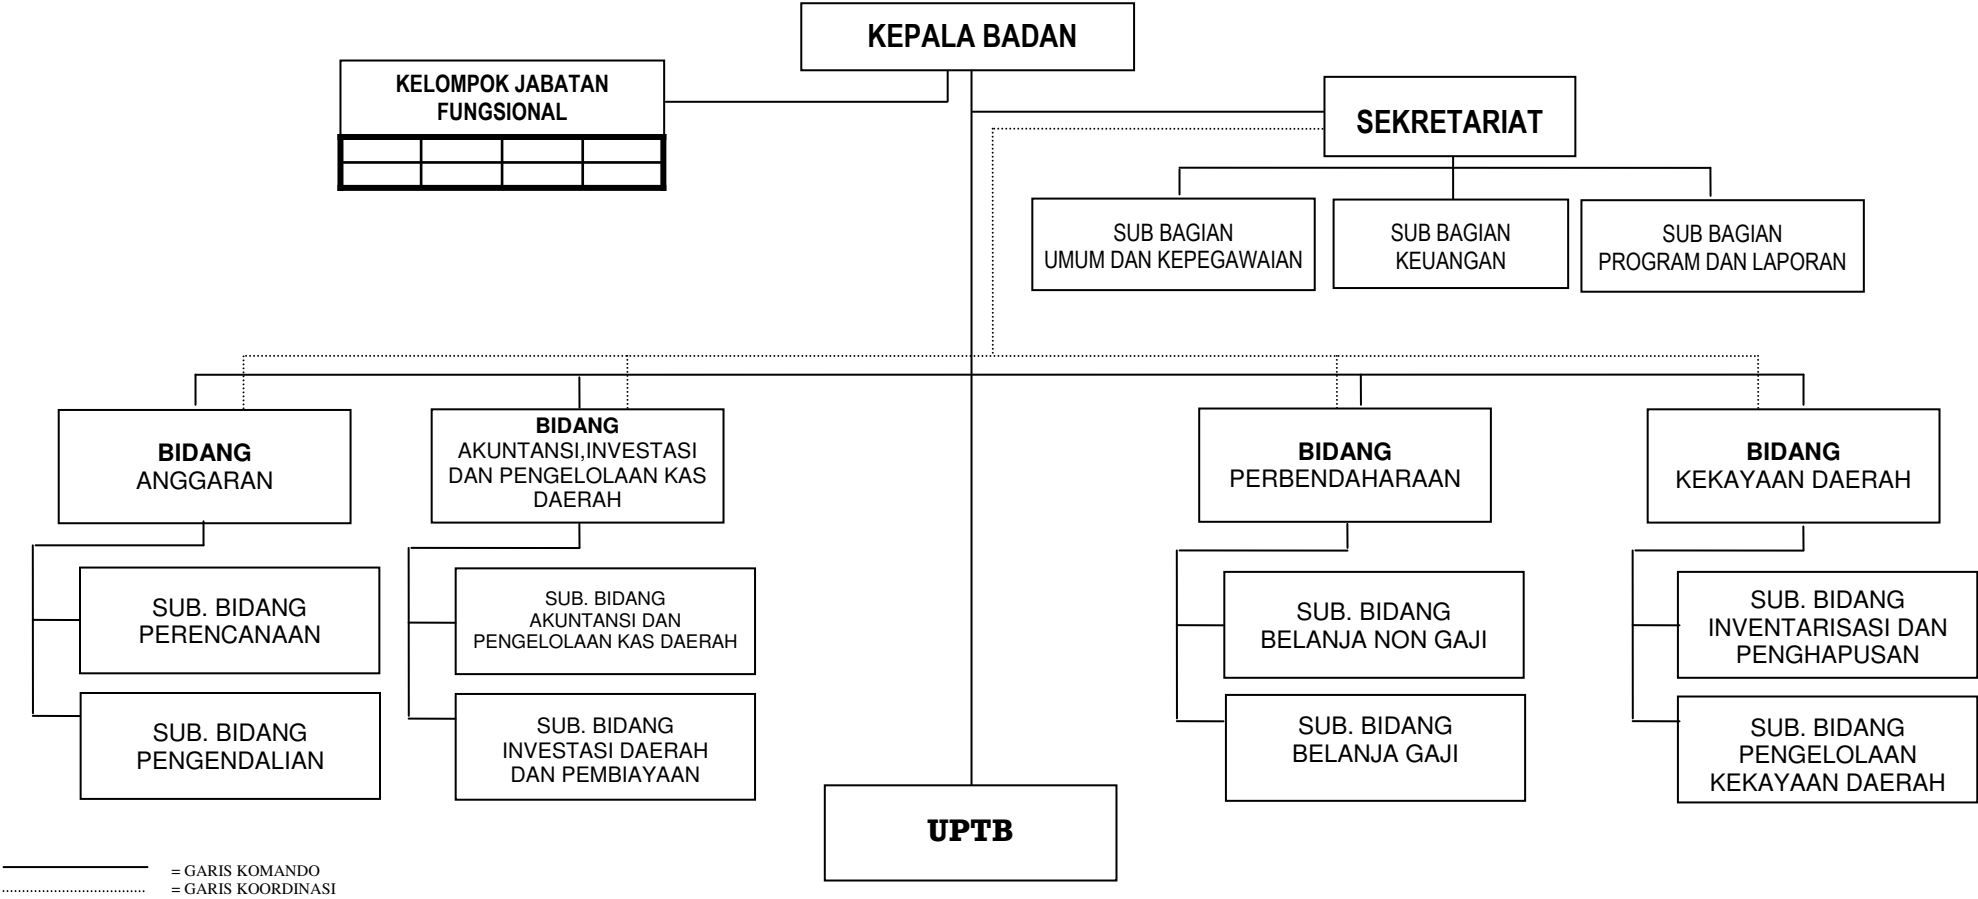 KEPALA BADAN
KELOMPOK JABATAN
FUNGSIONAL
SEKRETARIAT
SUB BAGIAN
UMUM DAN KEPEGAWAIAN
SUB BAGIAN
KEUANGAN
SUB BAGIAN
PROGRAM DAN LAPORAN
BIDANG
ANGGARAN
BIDANG
AKUNTANSI,INVESTASI
DAN PENGELOLAAN KAS
DAERAH
BIDANG
PERBENDAHARAAN
BIDANG
KEKAYAAN DAERAH
SUB. BIDANG
PERENCANAAN
SUB. BIDANG
AKUNTANSI DAN
PENGELOLAAN KAS DAERAH
SUB. BIDANG
BELANJA NON GAJI
SUB. BIDANG
INVENTARISASI DAN
PENGHAPUSAN
SUB. BIDANG
PENGENDALIAN
SUB. BIDANG
INVESTASI DAERAH
DAN PEMBIAYAAN
SUB. BIDANG
BELANJA GAJI
SUB. BIDANG
PENGELOLAAN
KEKAYAAN DAERAH
UPTB
= GARIS KOMANDO
= GARIS KOORDINASI